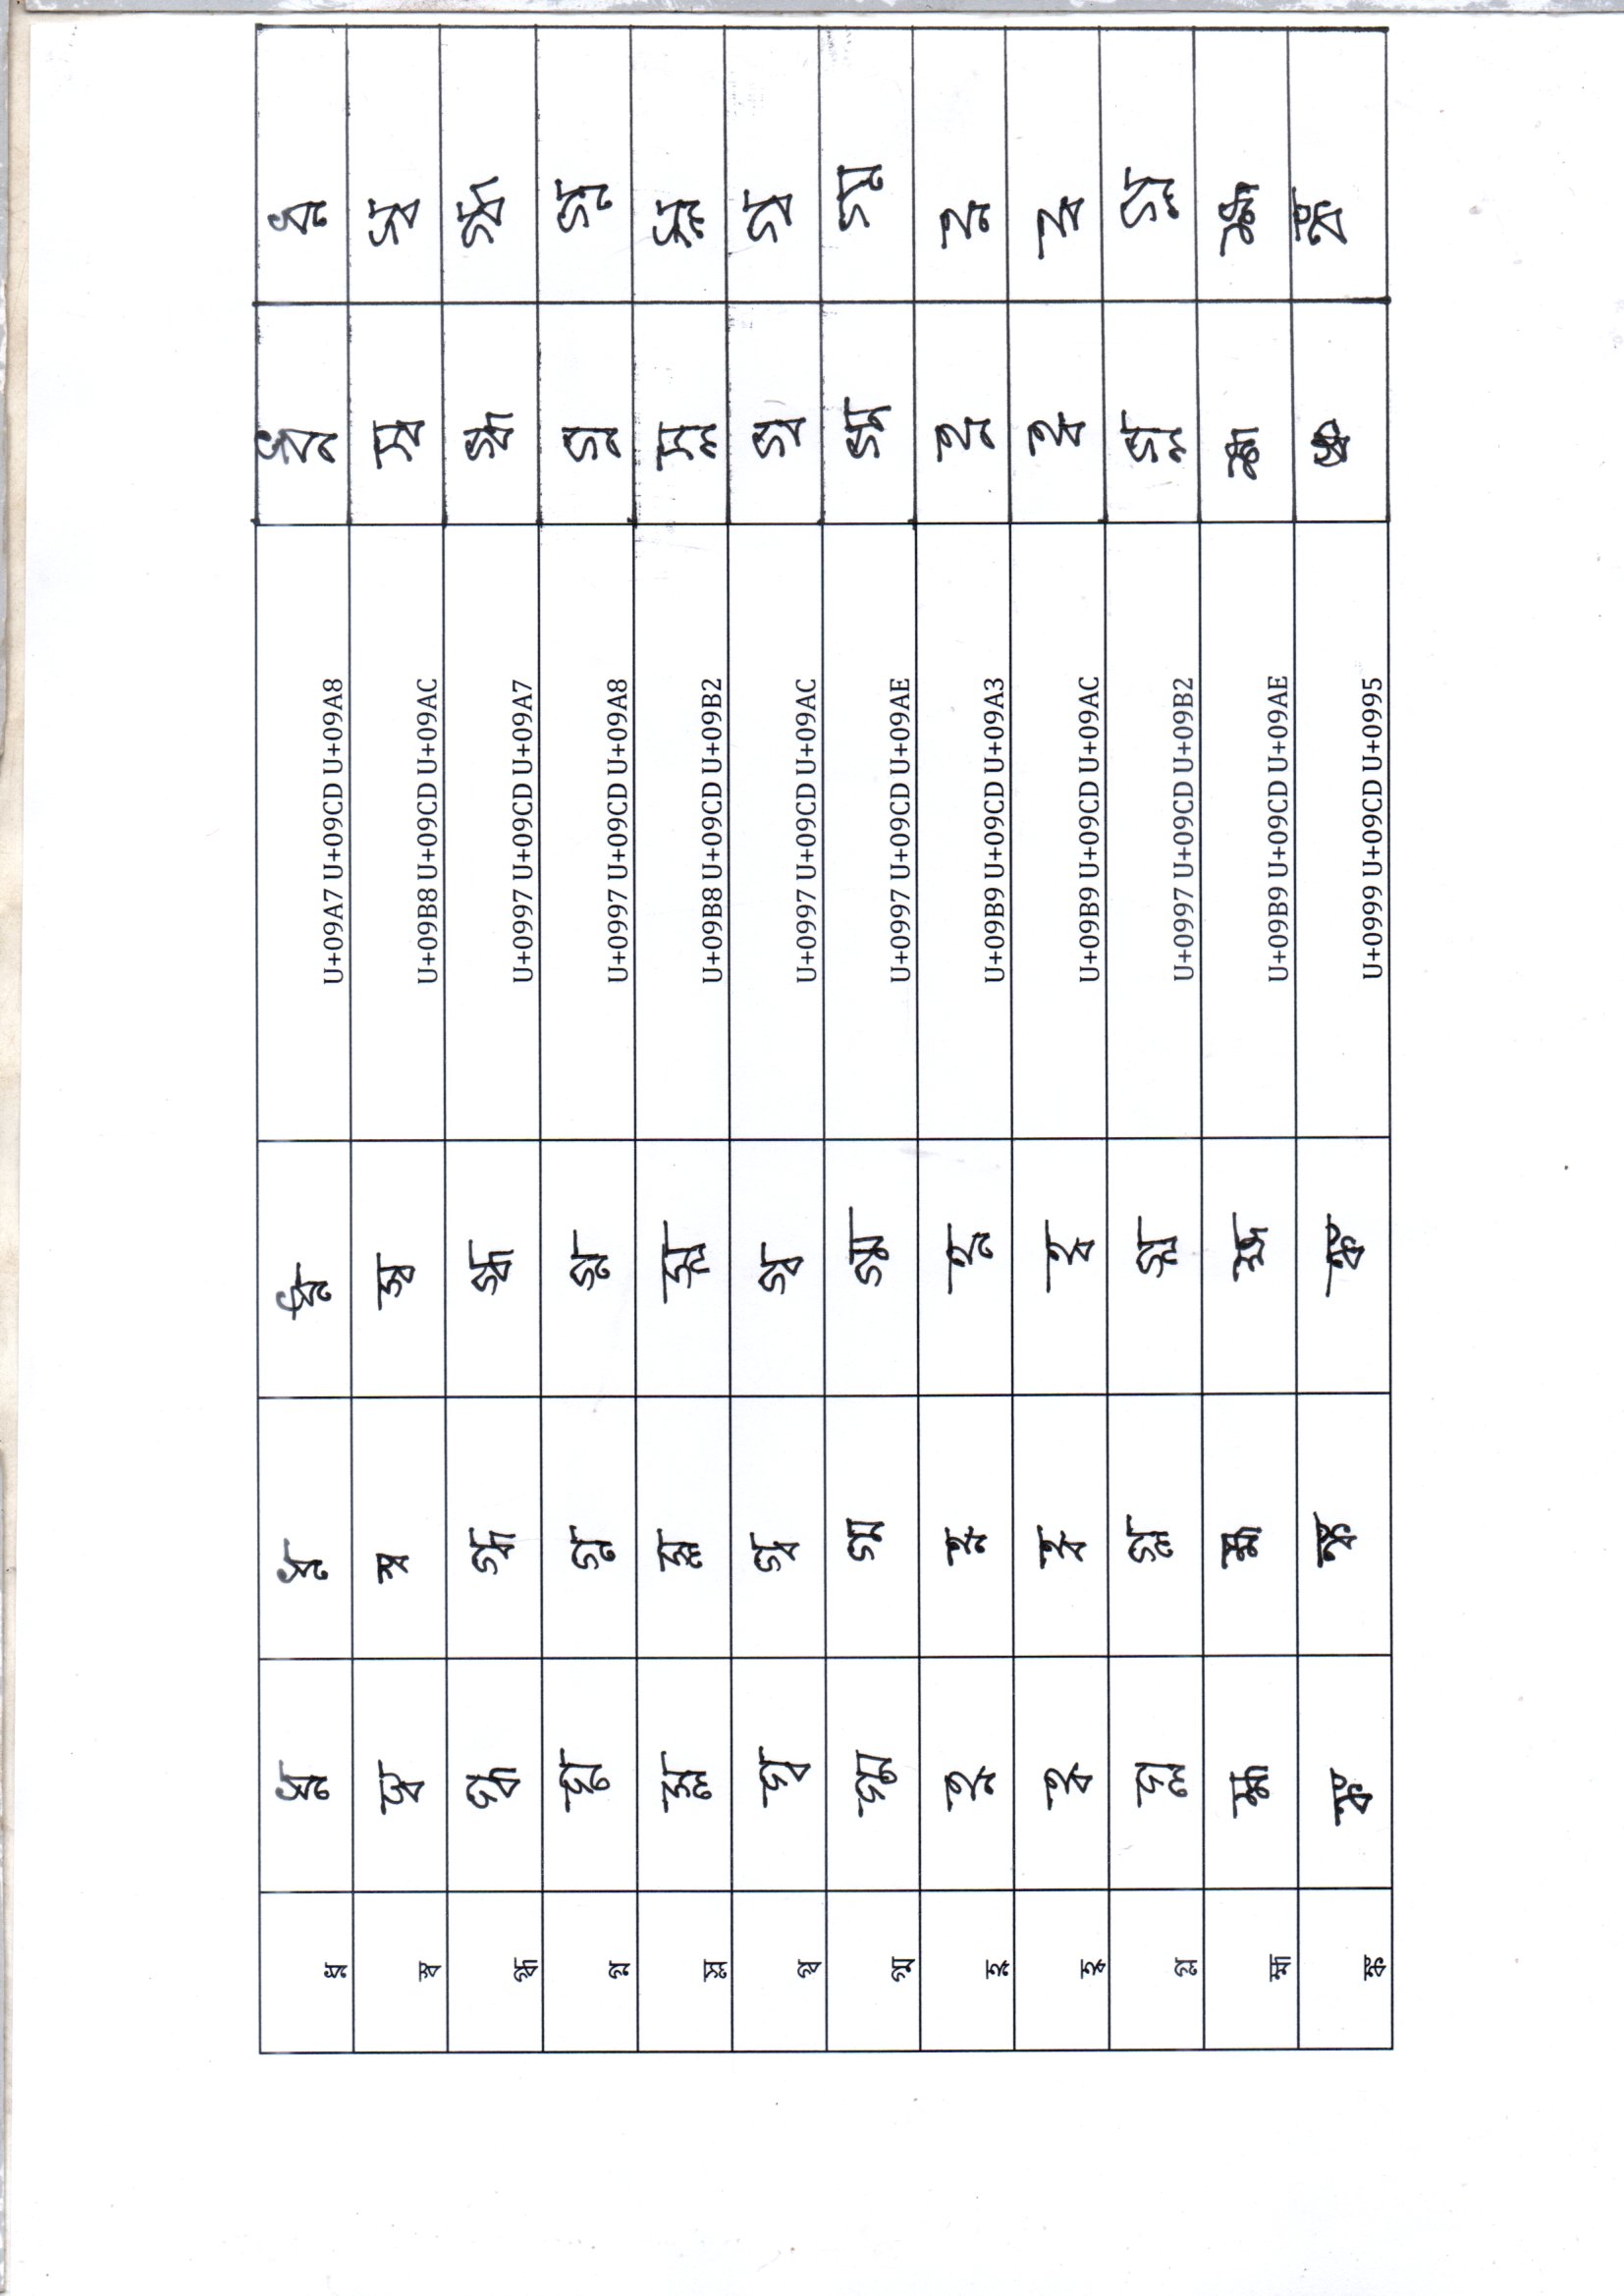 ধ্ন ধ্ন ধ্ন ধ্ন U+09A7 U+09CD U+09A8 ধ্ন ধ্ন
স্ব স্ব স্ব স্ব U+09B8 U+09CD U+09AC স্ব স্ব
গ্ধ গ্ধ গ্ধ গ্ধ U+0997 U+09CD U+09A7 গ্ধ গ্ধ
গ্ন গ্ন গ্ন গ্ন U+0997 U+09CD U+09A8 গ্ন গ্ন
স্ল স্ল স্ল স্ল U+09B8 U+09CD U+09B2 স্ল স্ল
গ্ব গ্ব গ্ব গ্ব U+0997 U+09CD U+09AC গ্ব গ্ব
গ্ম গ্ম গ্ম গ্ম U+0997 U+09CD U+09AE গ্ম গ্ম
হ্ণ হ্ণ হ্ণ হ্ণ U+09B9 U+09CD U+09A3 হ্ণ হ্ণ
হ্ব হ্ব হ্ব হ্ব U+09B9 U+09CD U+09AC হ্ব হ্ব
গ্ল গ্ল গ্ল গ্ল U+0997 U+09CD U+09B2 গ্ল গ্ল
হ্ম হ্ম হ্ম হ্ম U+09B9 U+09CD U+09AE হ্ম হ্ম
ঙ্ক ঙ্ক ঙ্ক ঙ্ক U+0999 U+09CD U+0995 ঙ্ক ঙ্ক